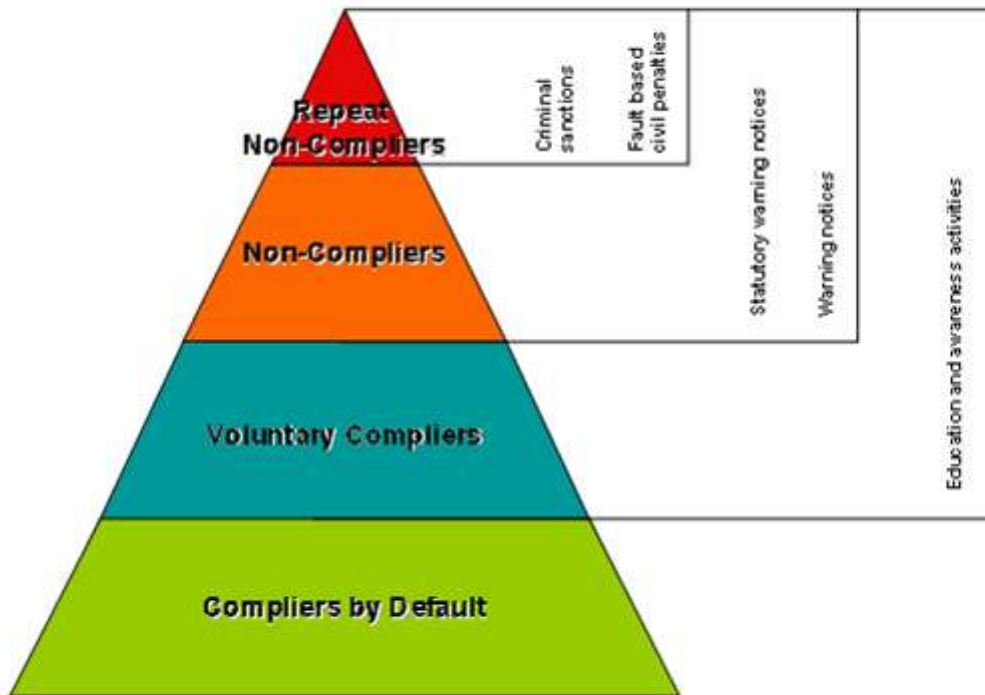 Repeat
Non-Compliers
Non-Compliers
Voluntary Compliers
Compliers by Default
Criminal
sanctions
Fault based
civil penalties
Statutory warning notices
Warning notices
Education and awareness activities